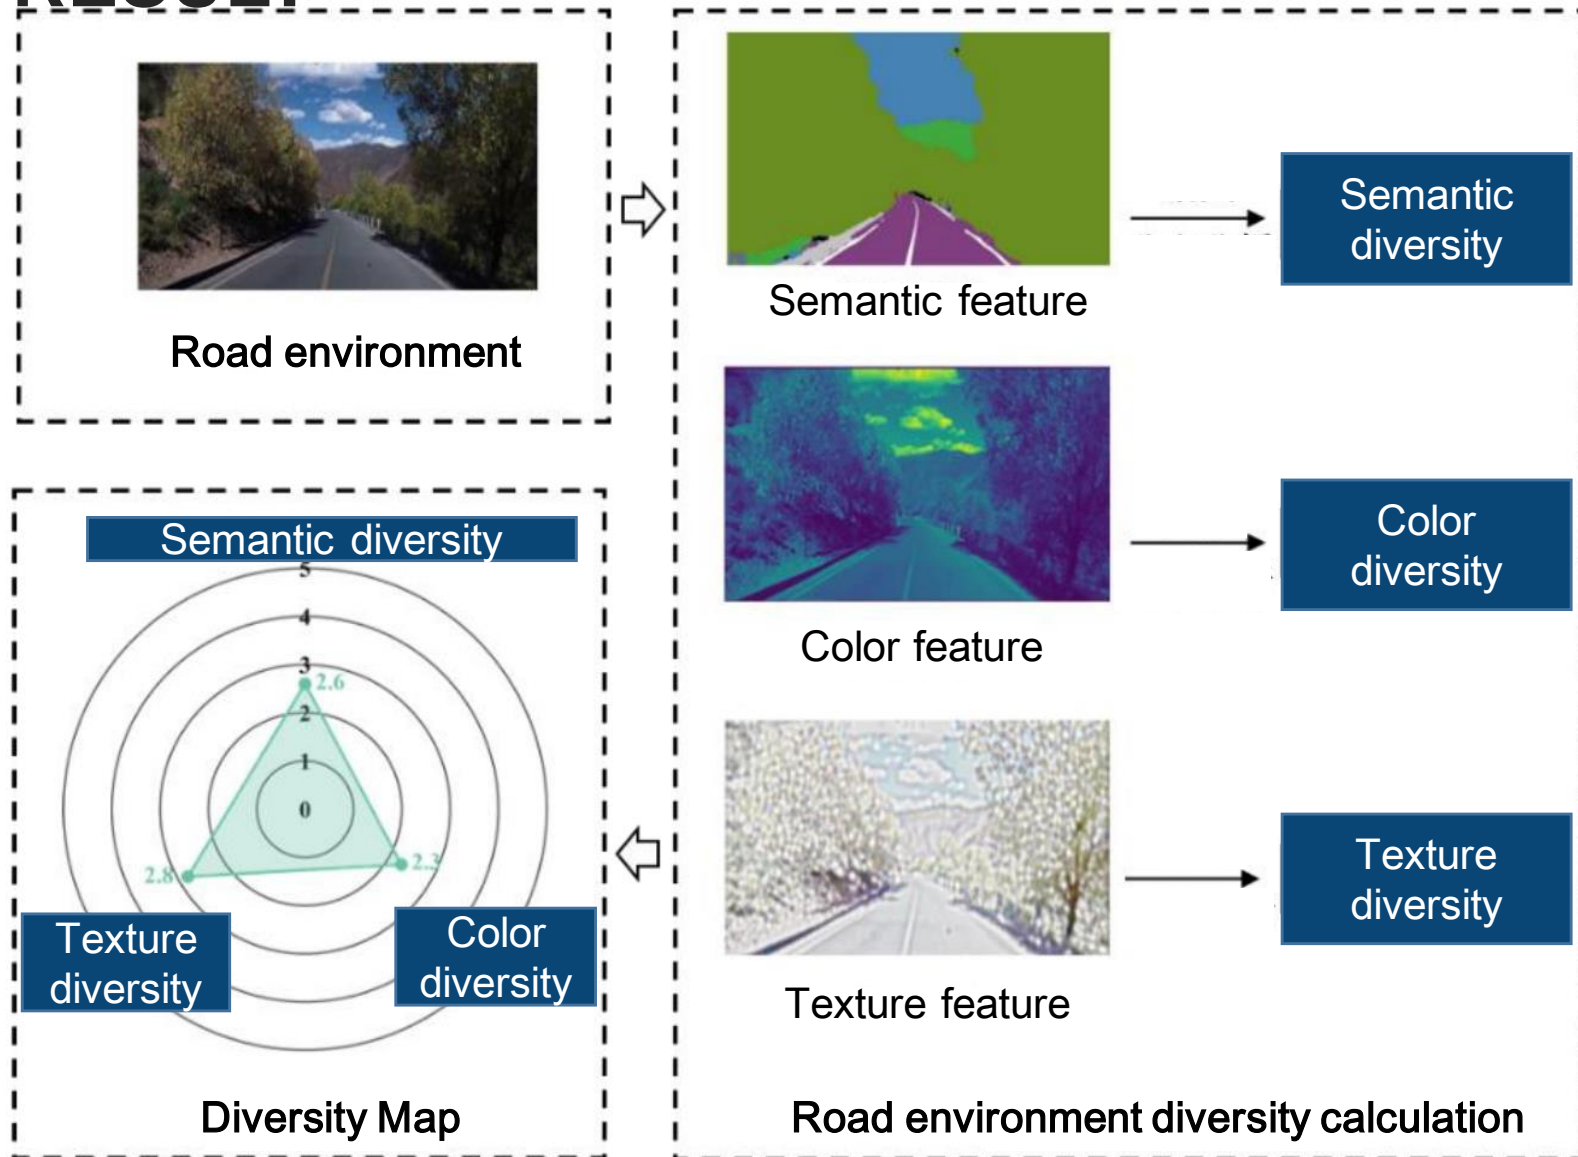 Road environment
Semantic feature
Semantic
diversity
Color feature
Color
diversity
Texture feature
Texture
diversity
Road environment diversity calculation
Semantic diversity
5
4
3
2.6
2
1
0
2.8
2.3
Texture
diversity
Color
diversity
Diversity Map